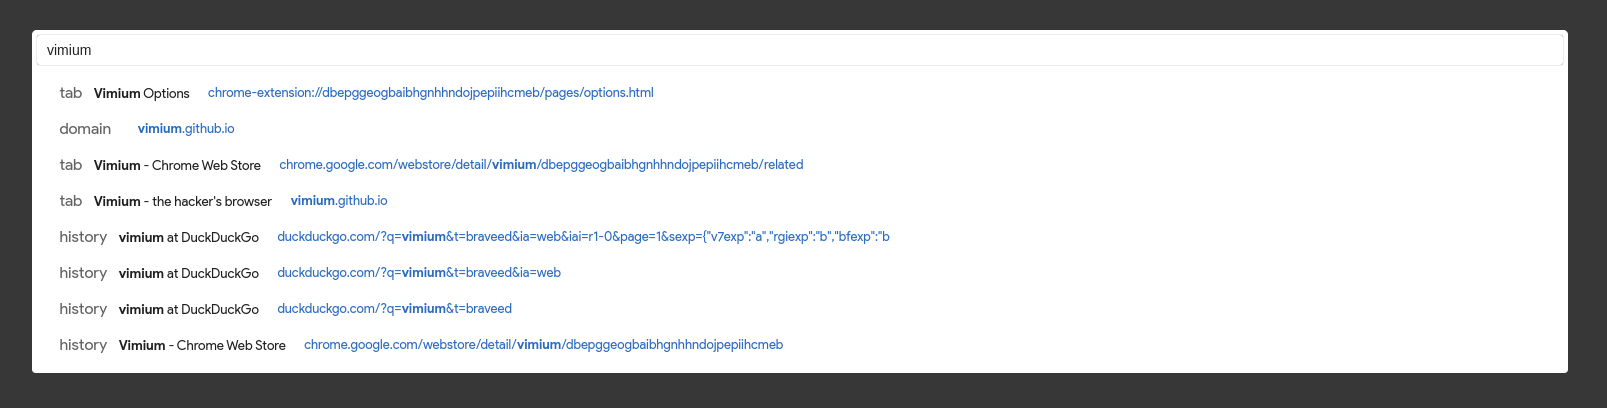 vimium
tab Vimium Options chrome-extension://dbepggeogbaibhgnhhndojpepiihcmeb/pages/options.html
domain vimium.github.io
tab Vimium - Chrome Web Store chrome.google.com/webstore/detail/vimium/dbepggeogbaibhgnhhndojpepiihcmeb/related
tab Vimium - the hacker's browser vimium.github.io
history vimium at DuckDuckGo duckduckgo.com/?q=vimium&t=braveed&ia=web&iai=r1-0&page=1&sexp={"v7exp":"a","rgiexp":"b","bfexp":"b
history vimium at DuckDuckGo duckduckgo.com/?q=vimium&t=braveed&ia=web
history vimium at DuckDuckGo duckduckgo.com/?q=vimium&t=braveed
history Vimium - Chrome Web Store chrome.google.com/webstore/detail/vimium/dbepggeogbaibhgnhhndojpepiihcmeb